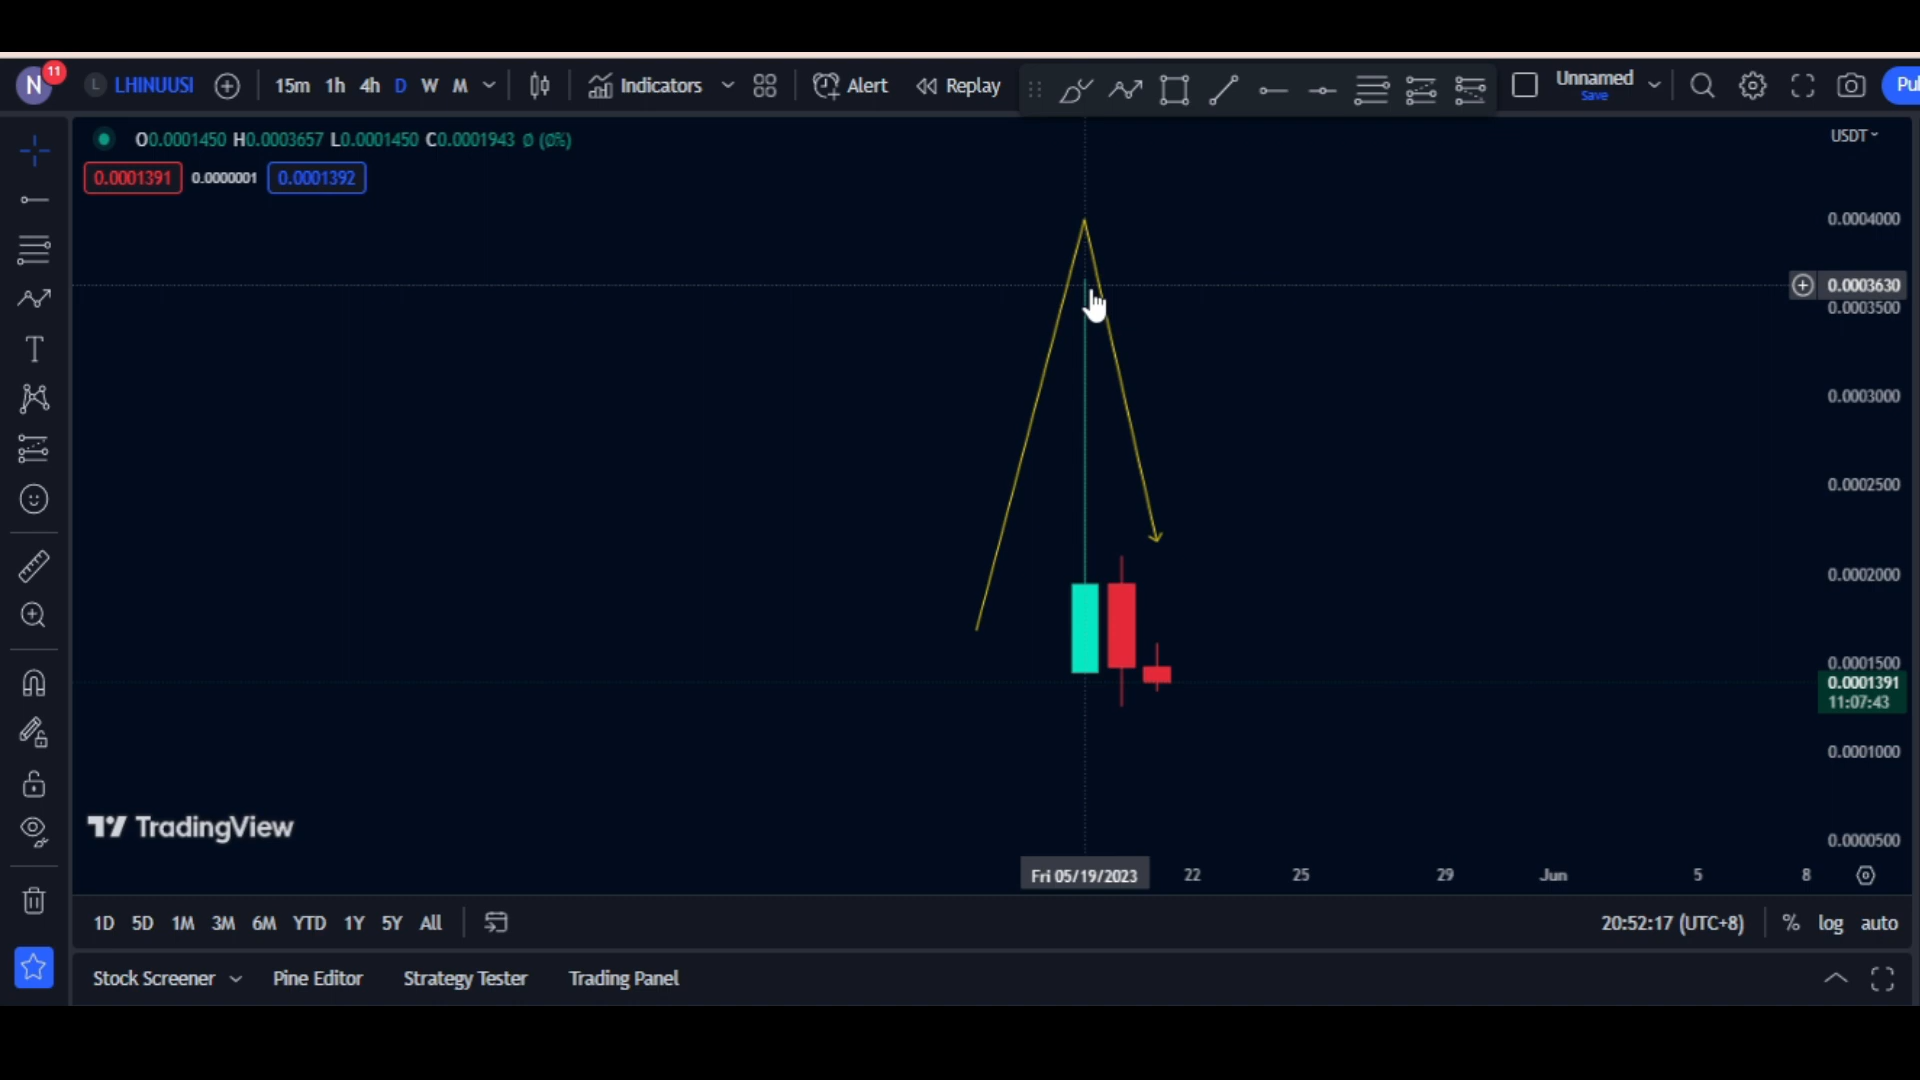 N 11 L LHINUUSI 15m 1h 4h D W M Indicators Alert Replay Unnamed
Save
O0.0001450 H0.0003657 L0.0001450 C0.0001943 Ø (Ø%)
USDT
0.0001391 0.0000001 0.0001392
0.0004000
0.0003630
0.0003500
0.0003000
0.0002500
0.0002000
0.0001500
0.0001391
11:07:43
0.0001000
TradingView
0.0000500
Fri 05/19/2023 22 25 29 Jun 5 8
1D 5D 1M 3M 6M YTD 1Y 5Y All 20:52:17 (UTC+8) % log auto
Stock Screener Pine Editor Strategy Tester Trading Panel